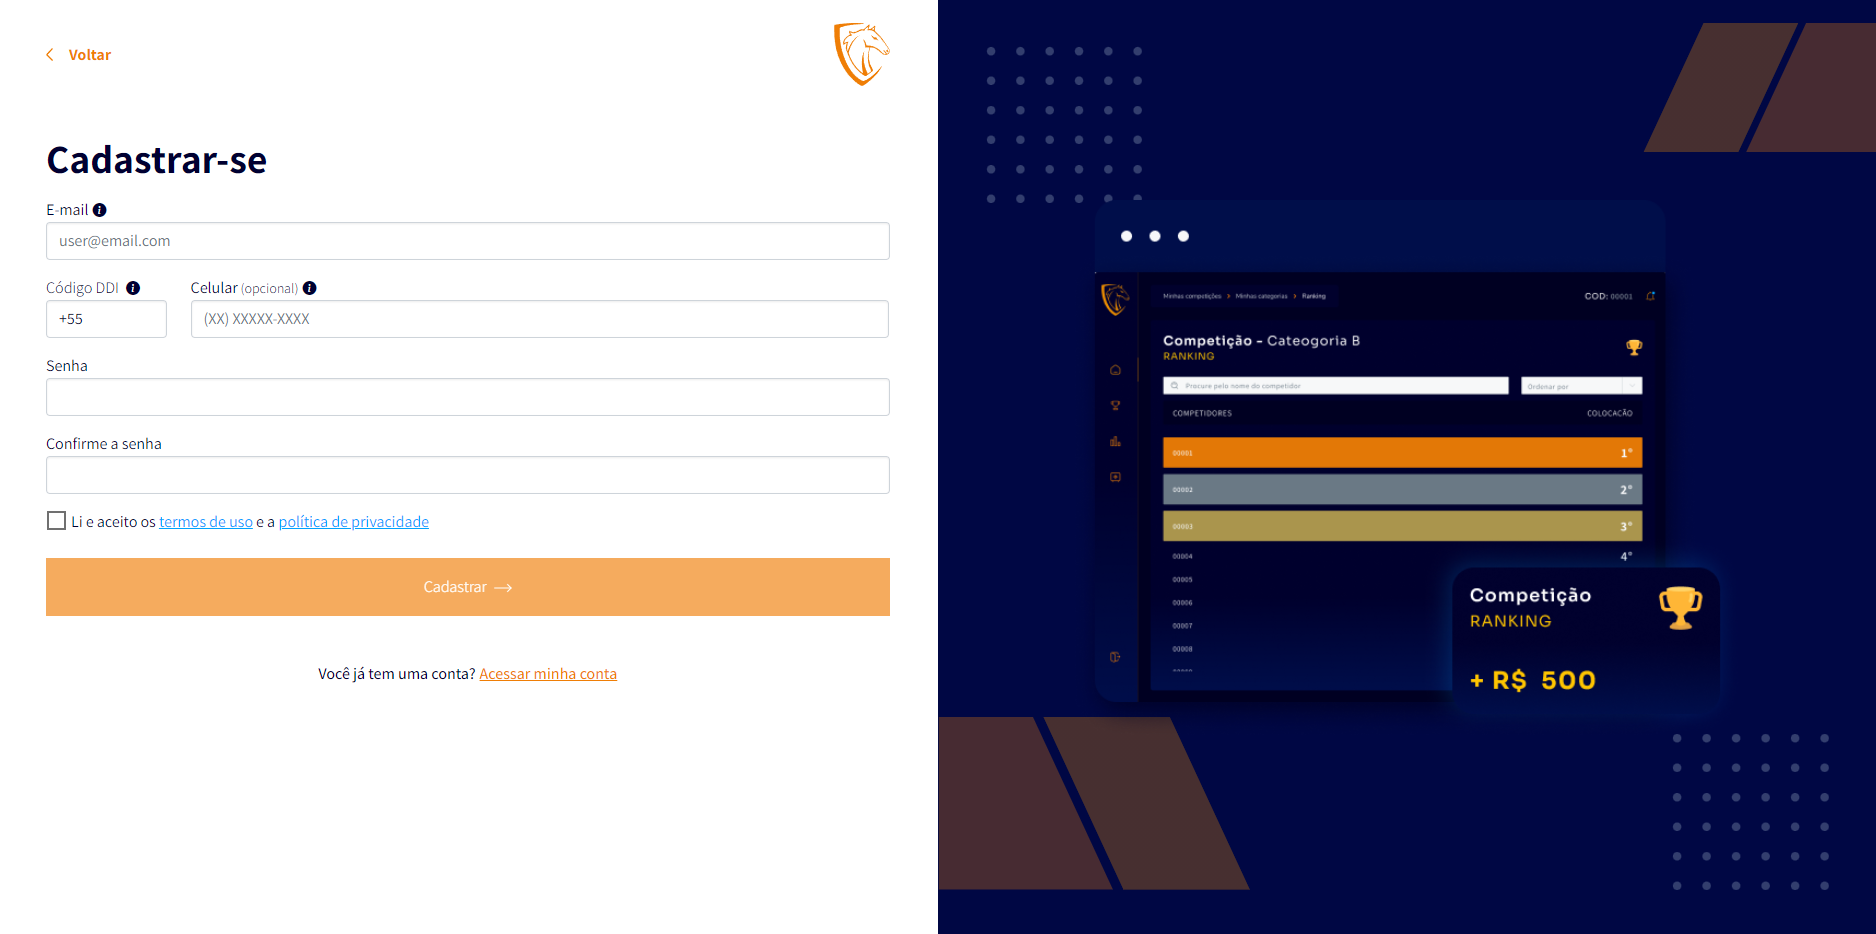 Voltar
Cadastrar-se
E-mail
user@email.com
Código DDI
Celular (opcional)
+55
(XX) XXXXX-XXXX
Senha
Confirme a senha
Li e aceito os termos de uso e a política de privacidade
Cadastrar →
Você já tem uma conta? Acessar minha conta
Minhas competições > Minhas categorias > Ranking
COD: 00001
Competição - Cateogoria B
RANKING
Procure pelo nome do competidor
Ordenar por
COMPETIDORES
COLOCACÃO
00001
1°
00002
2°
00003
3°
00004
4°
00005
00006
00007
00008
Competição
RANKING
+ R$ 500